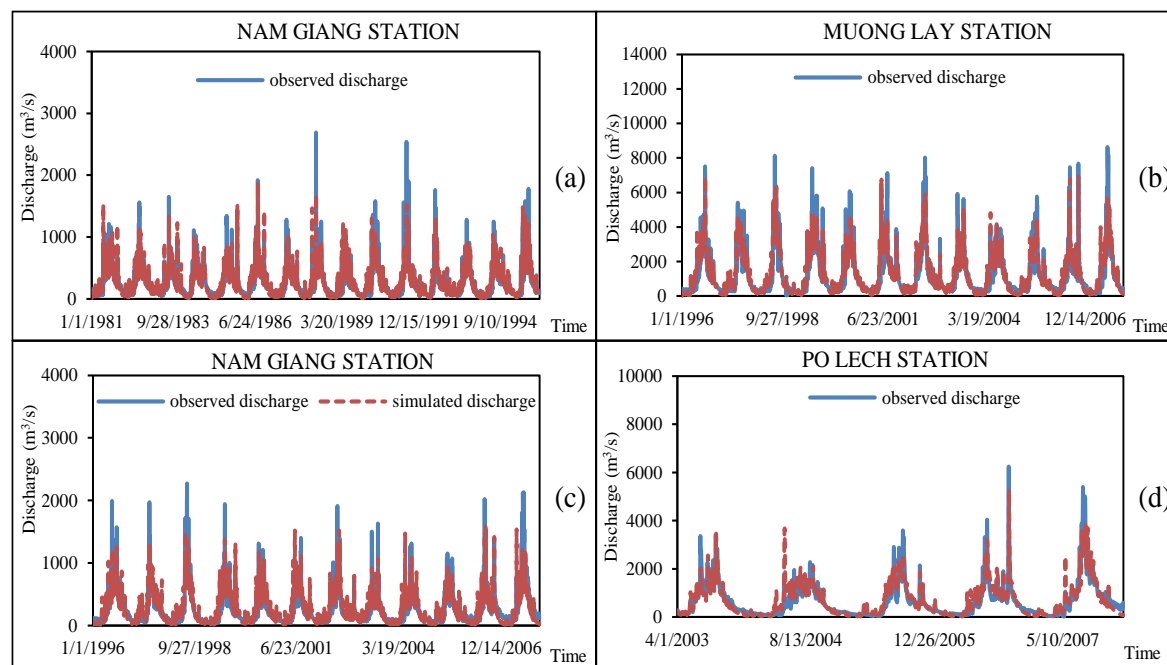 NAM GIANG STATION
4000
3000
2000
1000
0
Discharge (m³/s)
observed discharge
(a)
1/1/1981 9/28/1983 6/24/1986 3/20/1989 12/15/1991 9/10/1994 Time
MUONG LAY STATION
14000
12000
10000
8000
6000
4000
2000
0
Discharge (m³/s)
observed discharge
(b)
1/1/1996 9/27/1998 6/23/2001 3/19/2004 12/14/2006 Time
NAM GIANG STATION
4000
3000
2000
1000
0
Discharge (m³/s)
observed discharge simulated discharge
(c)
1/1/1996 9/27/1998 6/23/2001 3/19/2004 12/14/2006 Time
PO LECH STATION
10000
8000
6000
4000
2000
0
Discharge (m³/s)
observed discharge
(d)
4/1/2003 8/13/2004 12/26/2005 5/10/2007 Time